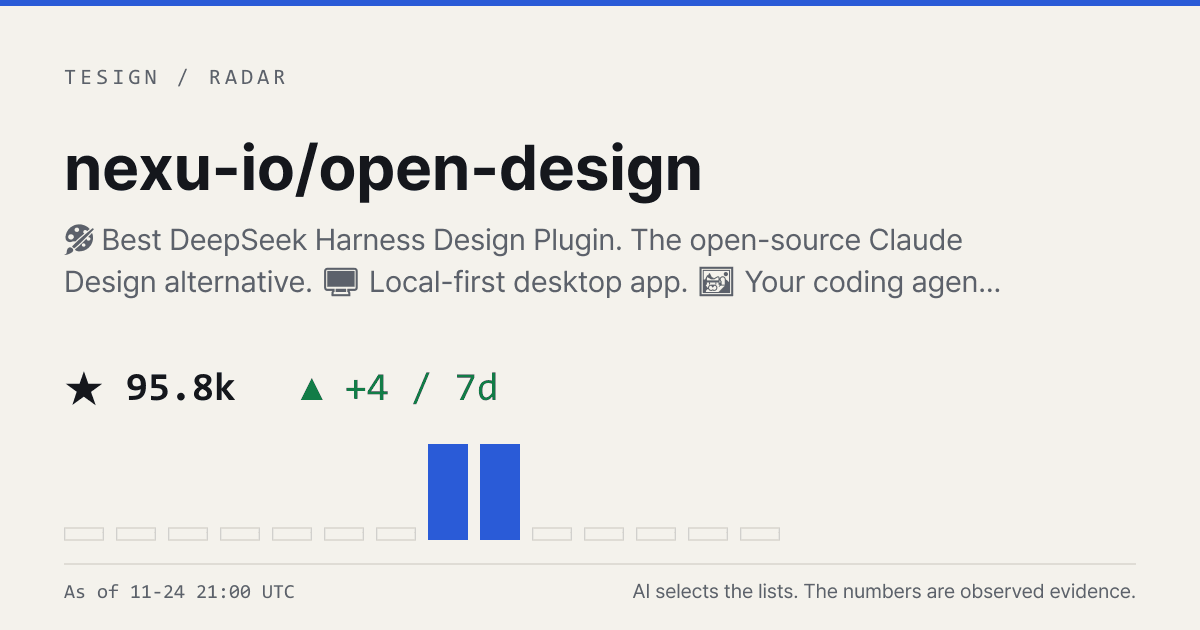 TESIGN / RADAR
nexu-io/open-design
🎨 Best DeepSeek Harness Design Plugin. The open-source Claude
Design alternative. 🖥️ Local-first desktop app. 🖼️ Your coding agen...
★ 95.8k ▲ +4 / 7d
As of 11-24 21:00 UTC
AI selects the lists. The numbers are observed evidence.